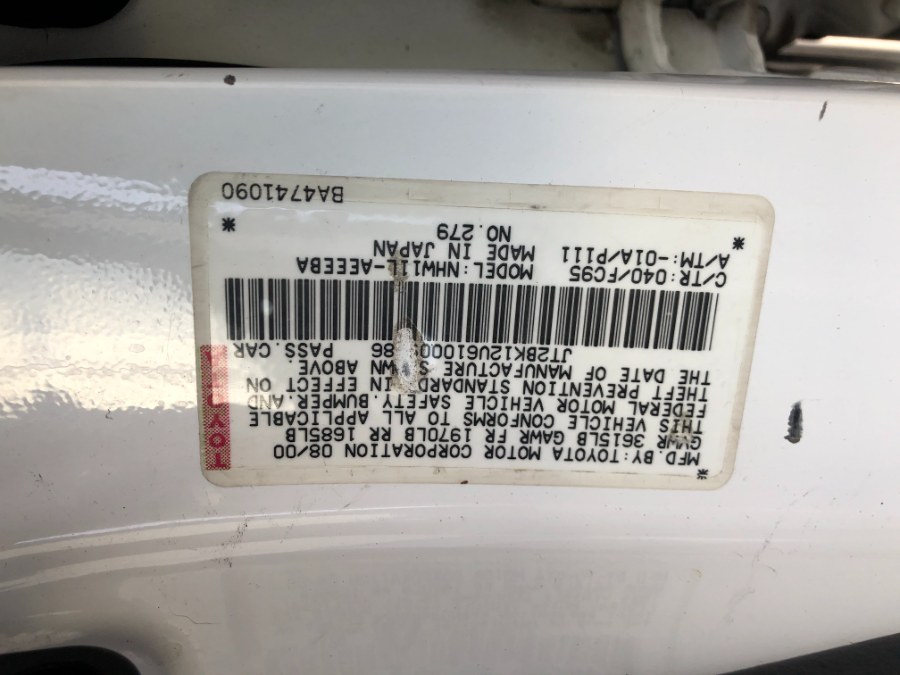 MFD.BY:TOYOTA MOTOR CORPORATION 08/00
GVWR 3615LB GAWR FR 1970LB RR 1685LB
THIS VEHICLE CONFORMS TO ALL APPLICABLE
FEDERAL MOTOR VEHICLE SAFETY.BUMPER.AND
THEFT PREVENTION STANDARD IN EFFECT ON
THE DATE OF MANUFACTURE ABOVE.
JT2BK12U61000 86 PASS.CAR
C/TR:040/FC95 MODEL:NHW11L-AEEEBA
A/TM:-01A/P111 MADE IN JAPAN
NO.279
BA4741090